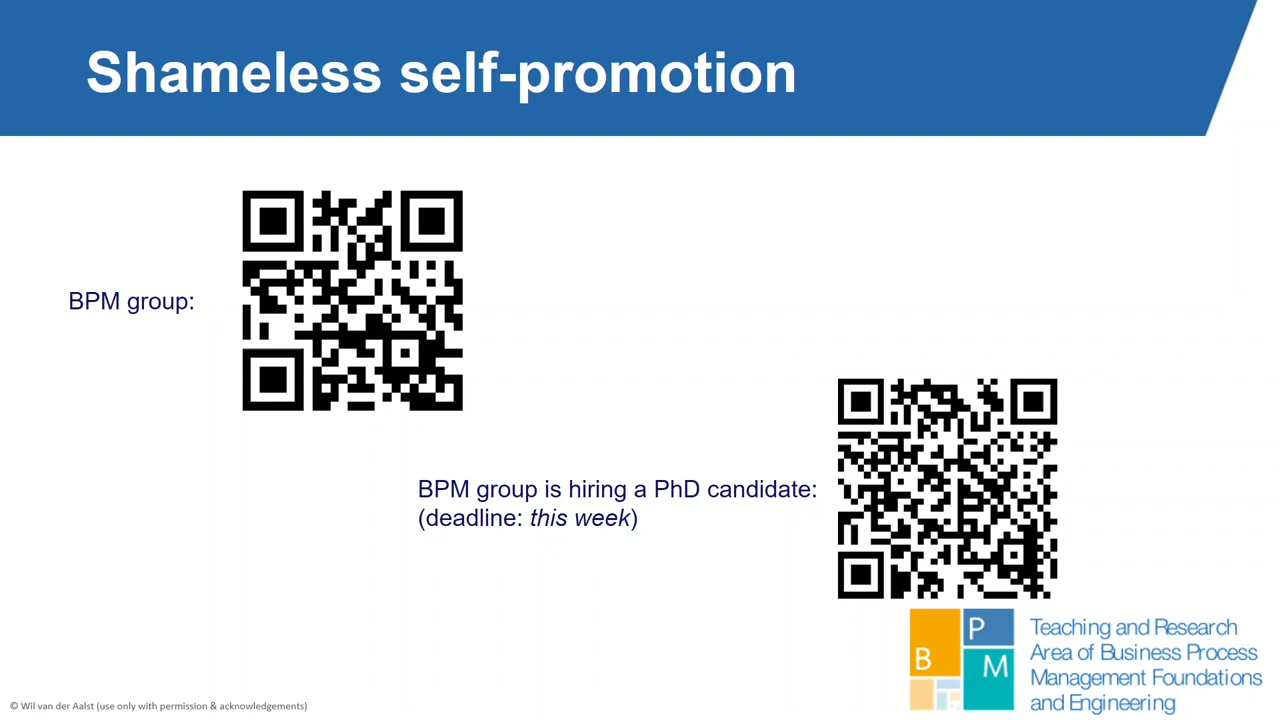 Shameless self-promotion
BPM group:
BPM group is hiring a PhD candidate:
(deadline: this week)
B
P
M
Teaching and Research
Area of Business Process
Management Foundations
and Engineering
© Wil van der Aalst (use only with permission & acknowledgements)